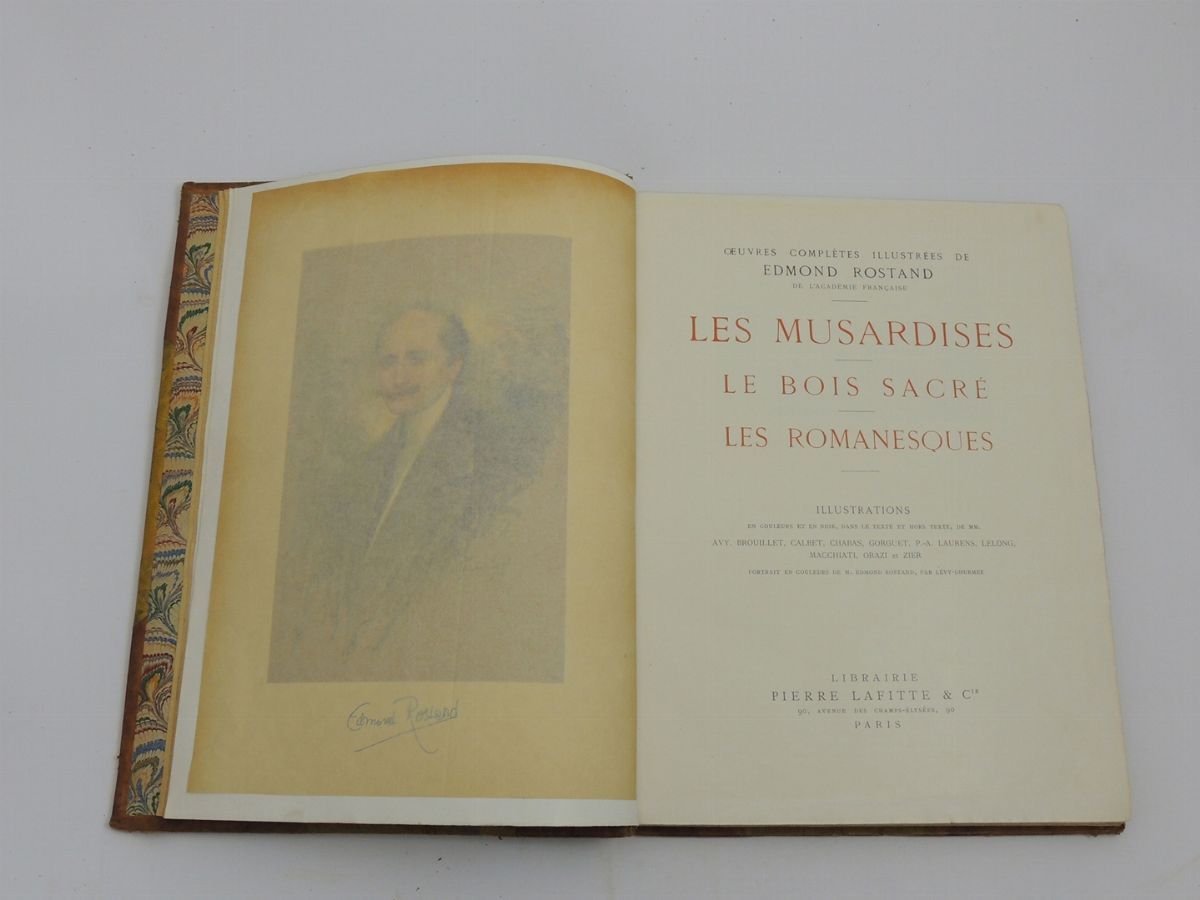 Edmond Rostand
ŒUVRES COMPLÈTES ILLUSTRÉES DE
EDMOND ROSTAND
DE L'ACADÉMIE FRANÇAISE
LES MUSARDISES
LE BOIS SACRÉ
LES ROMANESQUES
ILLUSTRATIONS
EN COULEURS ET EN NOIR, DANS LE TEXTE ET HORS TEXTE, DE MM.
AVY, BROUILLET, CALBET, CHABAS, GORGUET, P.-A. LAURENS, LELONG,
MACCHIATI, ORAZI ET ZIER
PORTRAIT EN COULEURS DE M. EDMOND ROSTAND, PAR LÉVY-DHURMER
LIBRAIRIE
PIERRE LAFITTE & Cie
90, AVENUE DES CHAMPS-ÉLYSÉES, 90
PARIS